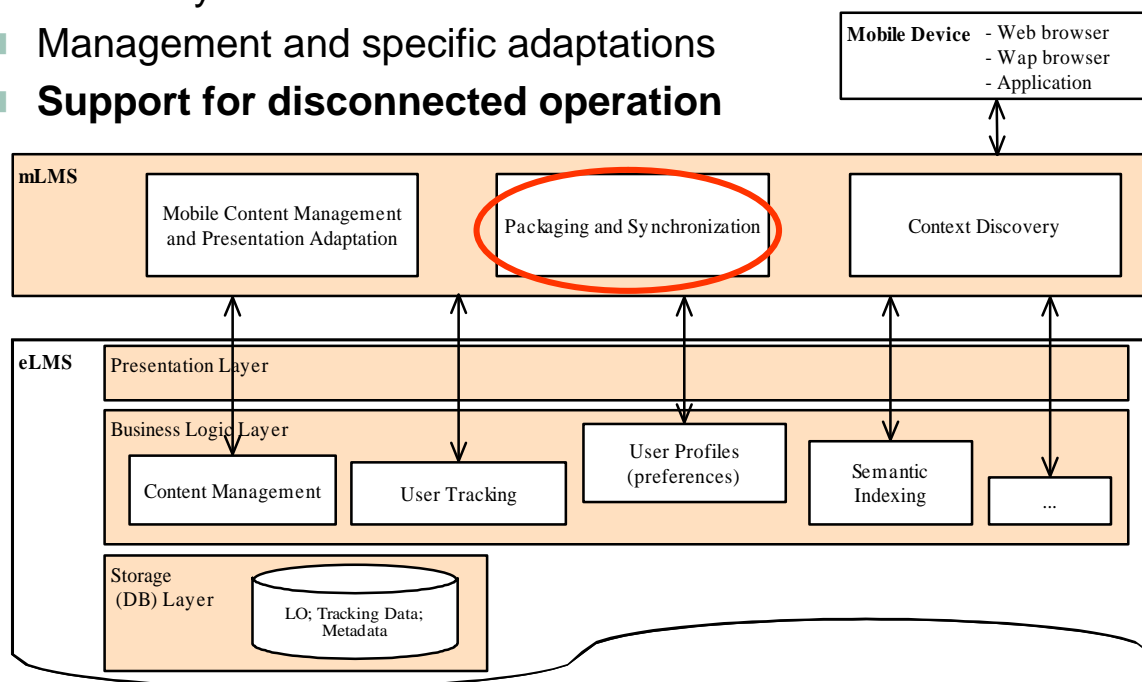 Management and specific adaptations
Support for disconnected operation
Mobile Device - Web browser
- Wap browser
- Application
mLMS
Mobile Content Management
and Presentation Adaptation
Packaging and Synchronization
Context Discovery
eLMS
Presentation Layer
Business Logic Layer
Content Management
User Tracking
User Profiles
(preferences)
Semantic
Indexing
...
Storage
(DB) Layer
LO; Tracking Data;
Metadata